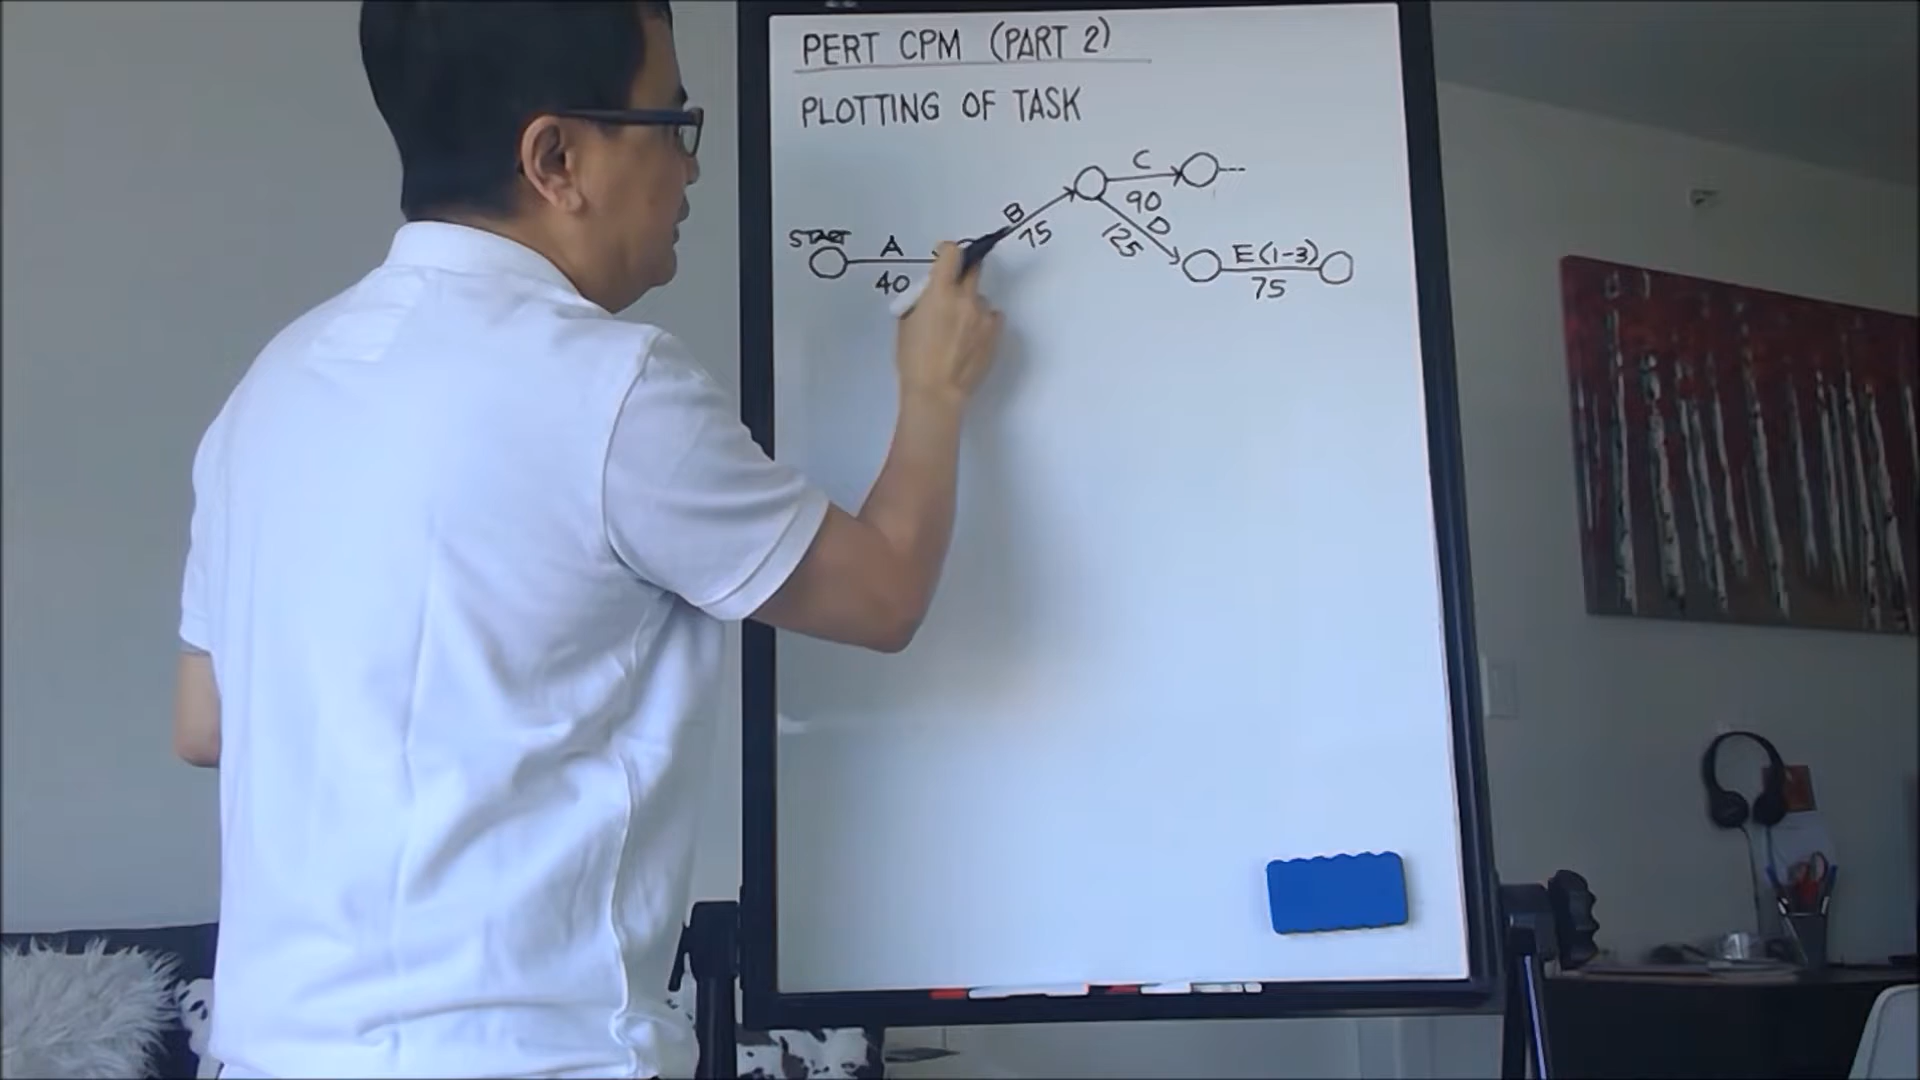 PERT CPM (PART 2)
PLOTTING OF TASK
START
A
40
B
75
C
90
D
125
E (1-3)
75